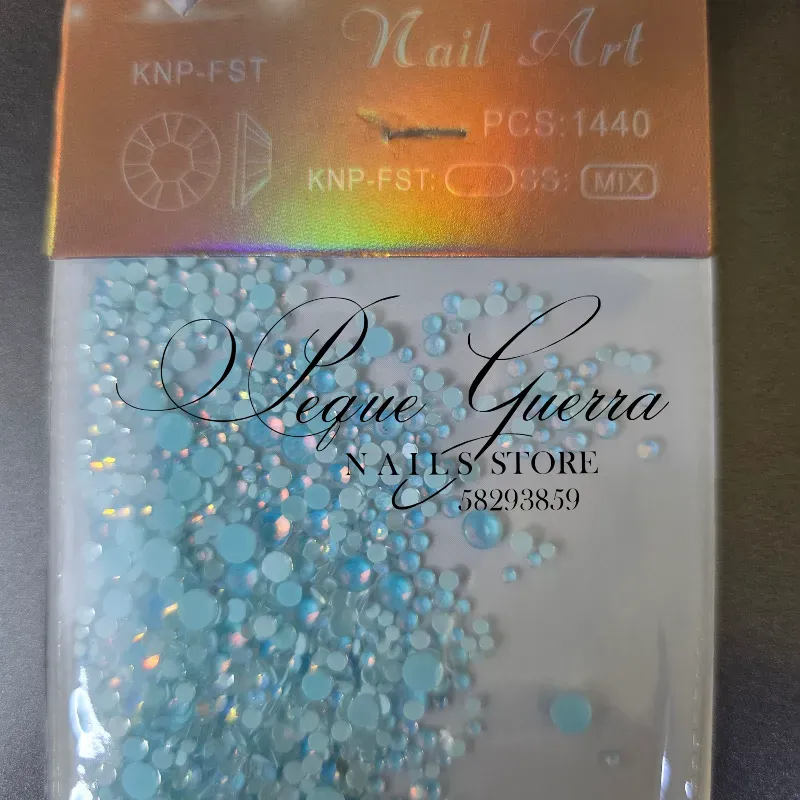 Nail Art
KNP-FST
PCS:1440
KNP-FST: SS: MIX
Peque Guerra
NAILS STORE
58293859